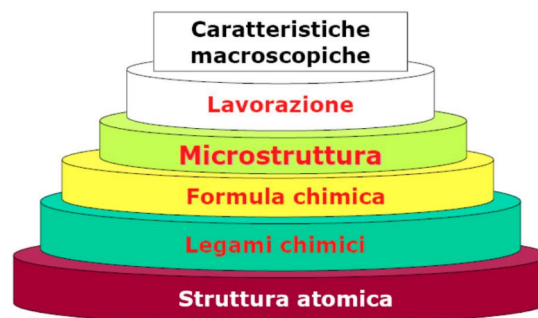 Caratteristiche
macroscopiche
Lavorazione
Microstruttura
Formula chimica
Legami chimici
Struttura atomica